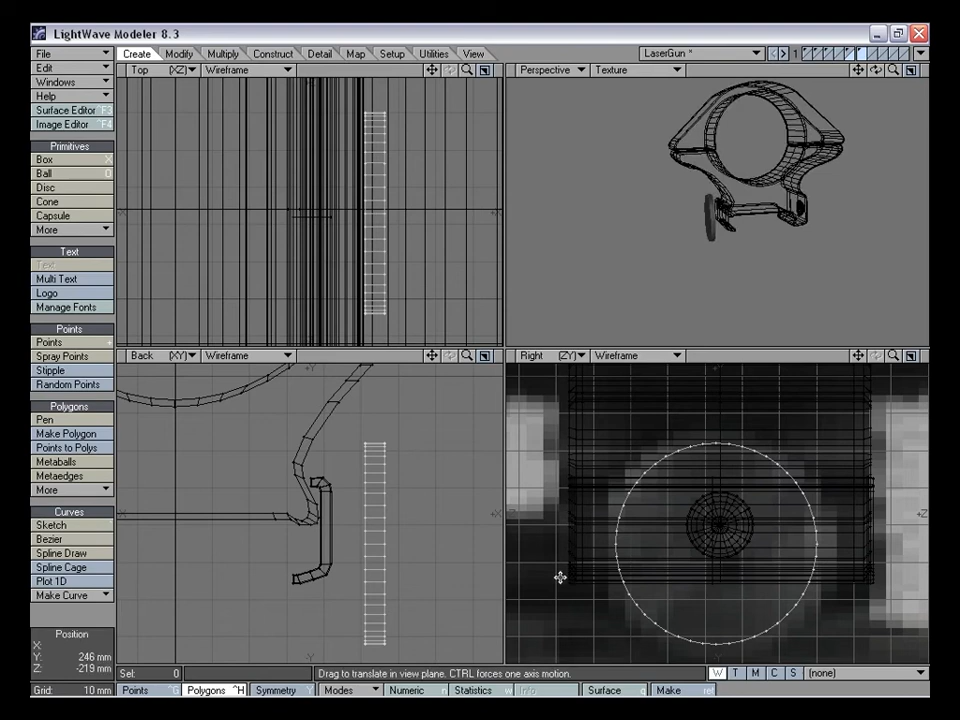 LightWave Modeler 8.3
File Create Modify Multiply Construct Detail Map Setup Utilities View LaserGun * 1
Edit Top (XZ) Wireframe Perspective Texture
Windows
Help
Surface Editor F3
Image Editor ^F4
Primitives
Box X
Ball O
Disc
Cone
Capsule
More
Text
Text
Multi Text
Logo
Manage Fonts
Points
Points +
Spray Points
Stipple Back (XY) Wireframe Right (ZY) Wireframe
Random Points
Polygons
Pen
Make Polygon
Points to Polys
Metaballs
Metaedges
More
Curves
Sketch
Bezier
Spline Draw
Spline Cage
Plot 1D
Make Curve
Position
X:
Y: 246 mm
Z: -219 mm
Sel: 0 Drag to translate in view plane. CTRL forces one axis motion. W T M C S (none)
Grid: 10 mm Points ^G Polygons ^H Symmetry Y Modes Numeric n Statistics w Info Surface q Make ret